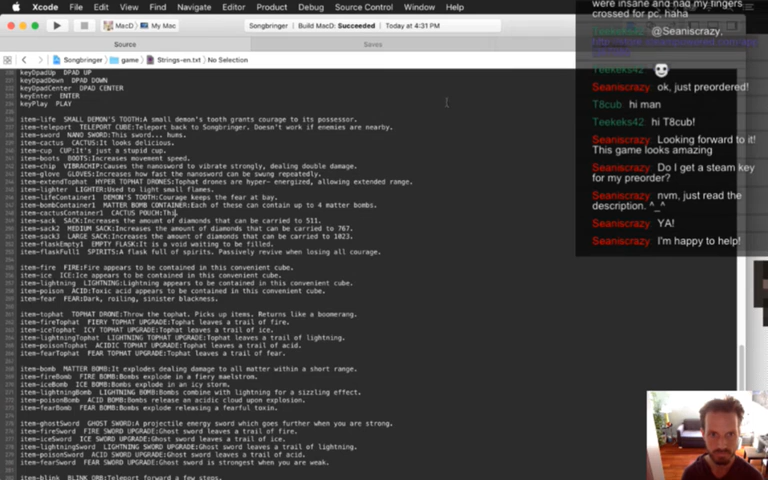 Xcode File Edit View Find Navigate Editor Product Debug Source Control Window Help
MacD My Mac
Songbringer Build MacD: Succeeded Today at 4:31 PM
Source
Saves
Songbringer game Strings-en.txt No Selection
keyDpadUp DPAD UP
keyDpadDown DPAD DOWN
keyDpadCenter DPAD CENTER
keyEnter ENTER
keyPlay PLAY
item-life SMALL DEMON'S TOOTH:A small demon's tooth grants courage to its possessor.
item-teleport TELEPORT CUBE:Teleport back to Songbringer. Doesn't work if enemies are nearby.
item-sword NANO SWORD:This sword... hums.
item-cactus CACTUS:It looks delicious.
item-cup CUP:It's just a stupid cup.
item-boots BOOTS:Increases movement speed.
item-chip VIBRACHIP:Causes the nanosword to vibrate strongly, dealing double damage.
item-glove GLOVES:Increases how fast the nanosword can be swung repeatedly.
item-extendTophat HYPER TOPHAT DRONES:Tophat drones are hyper- energized, allowing extended range.
item-lighter LIGHTER:Used to light small flames.
item-lifeContainer1 DEMON'S TOOTH:Courage keeps the fear at bay.
item-bombContainer1 MATTER BOMB CONTAINER:Each of these can contain up to 4 matter bombs.
item-cactusContainer1 CACTUS POUCH:Thi
item-sack SACK:Increases the amount of diamonds that can be carried to 511.
item-sack2 MEDIUM SACK:Increases the amount of diamonds that can be carried to 767.
item-sack3 LARGE SACK:Increases the amount of diamonds that can be carried to 1023.
item-flaskEmpty1 EMPTY FLASK:It is a void waiting to be filled.
item-flaskFull1 SPIRITS:A flask full of spirits. Passively revive when losing all courage.
item-fire FIRE:Fire appears to be contained in this convenient cube.
item-ice ICE:Ice appears to be contained in this convenient cube.
item-lightning LIGHTNING:Lightning appears to be contained in this convenient cube.
item-poison ACID:Toxic acid appears to be contained in this convenient cube.
item-fear FEAR:Dark, roiling, sinister blackness.
item-tophat TOPHAT DRONE:Throw the tophat. Picks up items. Returns like a boomerang.
item-fireTophat FIERY TOPHAT UPGRADE:Tophat leaves a trail of fire.
item-iceTophat ICY TOPHAT UPGRADE:Tophat leaves a trail of ice.
item-lightningTophat LIGHTNING TOPHAT UPGRADE:Tophat leaves a trail of lightning.
item-poisonTophat ACIDIC TOPHAT UPGRADE:Tophat leaves a trail of acid.
item-fearTophat FEAR TOPHAT UPGRADE:Tophat leaves a trail of fear.
item-bomb MATTER BOMB:It explodes dealing damage to all matter within a short range.
item-fireBomb FIRE BOMB:Bombs explode in a fiery maelstrom.
item-iceBomb ICE BOMB:Bombs explode in an icy storm.
item-lightningBomb LIGHTNING BOMB:Bombs combine with lightning for a sizzling effect.
item-poisonBomb ACID BOMB:Bombs release an acidic cloud upon explosion.
item-fearBomb FEAR BOMB:Bombs explode releasing a fearful toxin.
item-ghostSword GHOST SWORD:A projectile energy sword which goes further when you are strong.
item-fireSword FIRE SWORD UPGRADE:Ghost sword leaves a trail of fire.
item-iceSword ICE SWORD UPGRADE:Ghost sword leaves a trail of ice.
item-lightningSword LIGHTNING SWORD UPGRADE:Ghost sword leaves a trail of lightning.
item-poisonSword ACID SWORD UPGRADE:Ghost sword leaves a trail of acid.
item-fearSword FEAR SWORD UPGRADE:Ghost sword is strongest when you are weak.
item-blink BLINK ORB:Teleport forward a few steps.
were insane and had my fingers
crossed for pc, haha
Teekeks42: @Seaniscrazy,
Teekeks42:
Seaniscrazy: ok, just preordered!
T8cub: hi man
Teekeks42: hi T8cub!
Seaniscrazy: Looking forward to it!
This game looks amazing
Seaniscrazy: Do I get a steam key
for my preorder?
Seaniscrazy: nvm, just read the
description. ^_^
Seaniscrazy: YA!
Seaniscrazy: I'm happy to help!